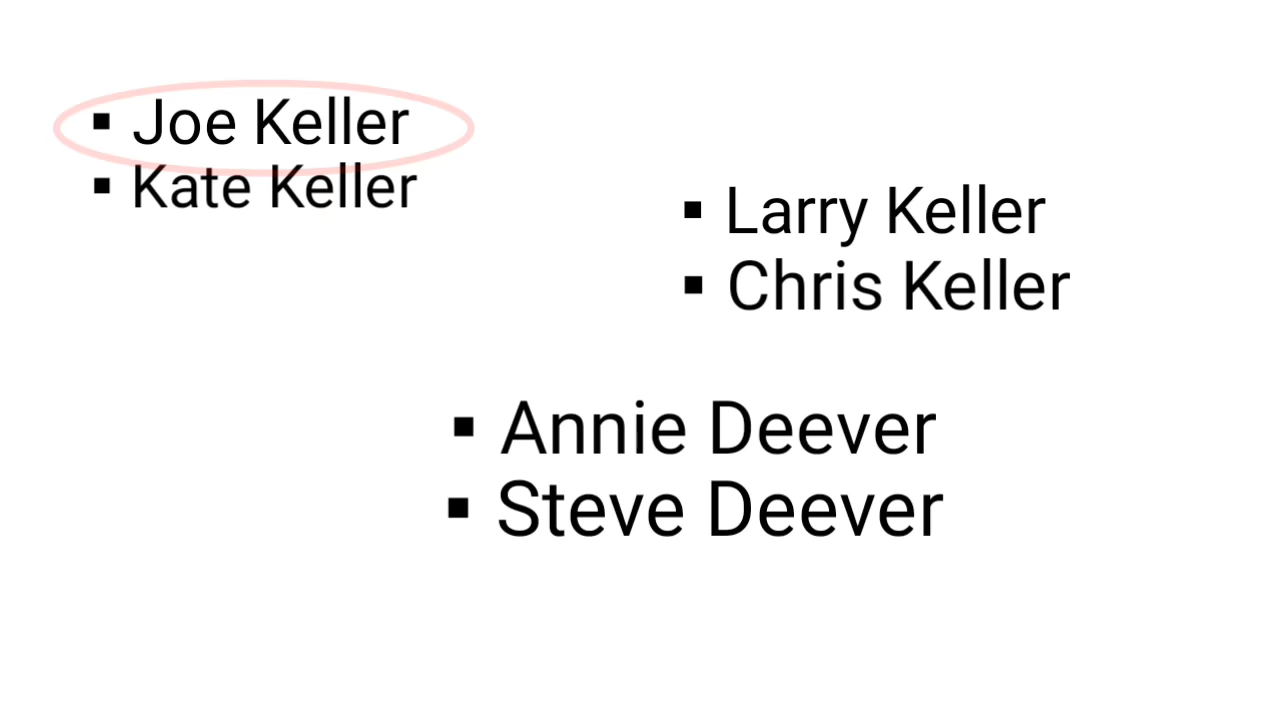 ▪ Joe Keller
▪ Kate Keller
▪ Larry Keller
▪ Chris Keller
▪ Annie Deever
▪ Steve Deever